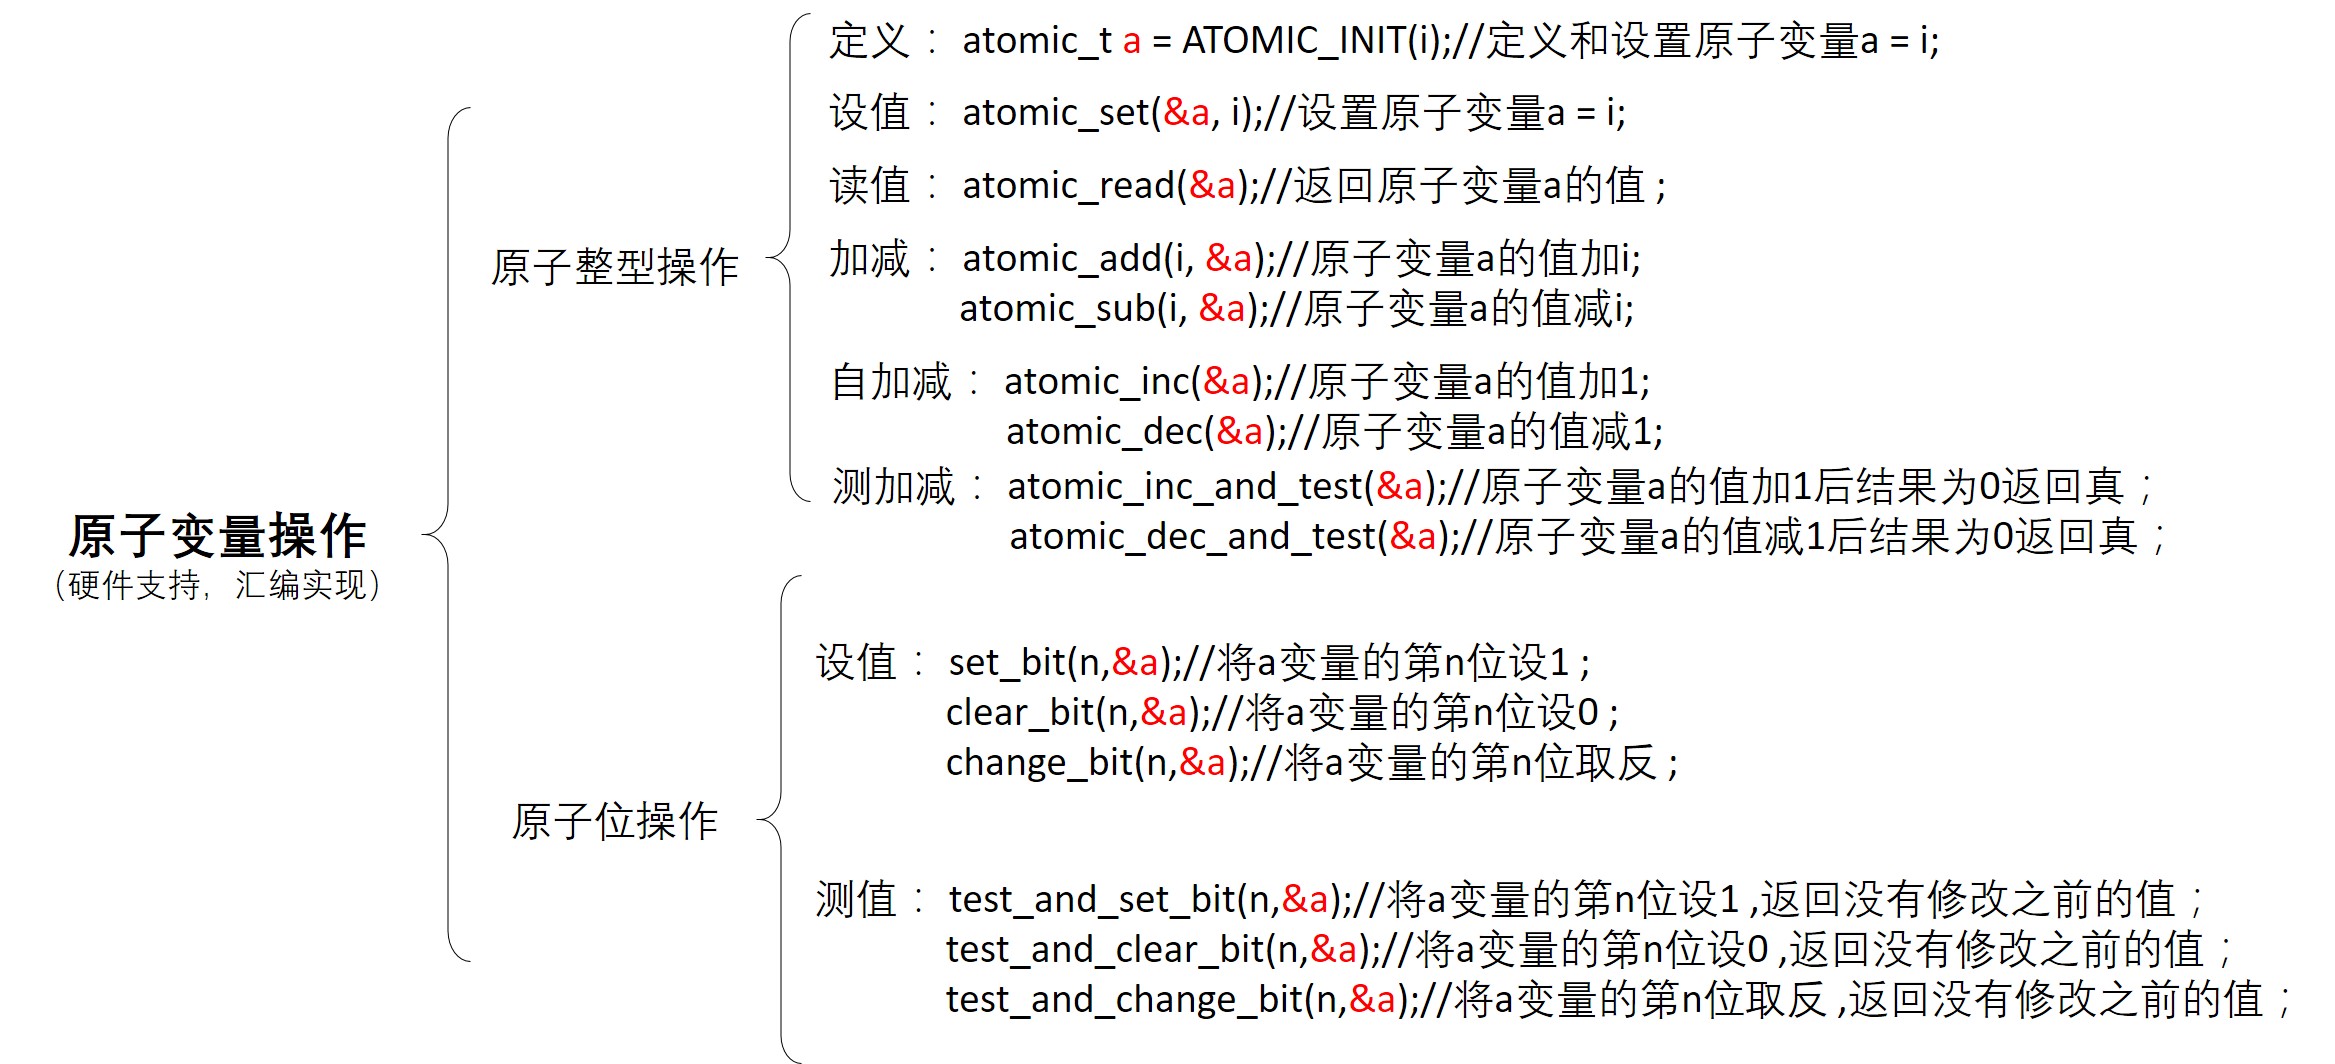 定义： atomic_t a = ATOMIC_INIT(i);//定义和设置原子变量a = i;
设值： atomic_set(&a, i);//设置原子变量a = i;
读值： atomic_read(&a);//返回原子变量a的值；
原子整型操作
加减： atomic_add(i, &a);//原子变量a的值加i;
atomic_sub(i, &a);//原子变量a的值减i;
自加减： atomic_inc(&a);//原子变量a的值加1;
atomic_dec(&a);//原子变量a的值减1;
测加减： atomic_inc_and_test(&a);//原子变量a的值加1后结果为0返回真；
atomic_dec_and_test(&a);//原子变量a的值减1后结果为0返回真；
原子变量操作
（硬件支持，汇编实现）
设值： set_bit(n,&a);//将a变量的第n位设1；
clear_bit(n,&a);//将a变量的第n位设0；
change_bit(n,&a);//将a变量的第n位取反；
原子位操作
测值： test_and_set_bit(n,&a);//将a变量的第n位设1 ,返回没有修改之前的值；
test_and_clear_bit(n,&a);//将a变量的第n位设0 ,返回没有修改之前的值；
test_and_change_bit(n,&a);//将a变量的第n位取反 ,返回没有修改之前的值；